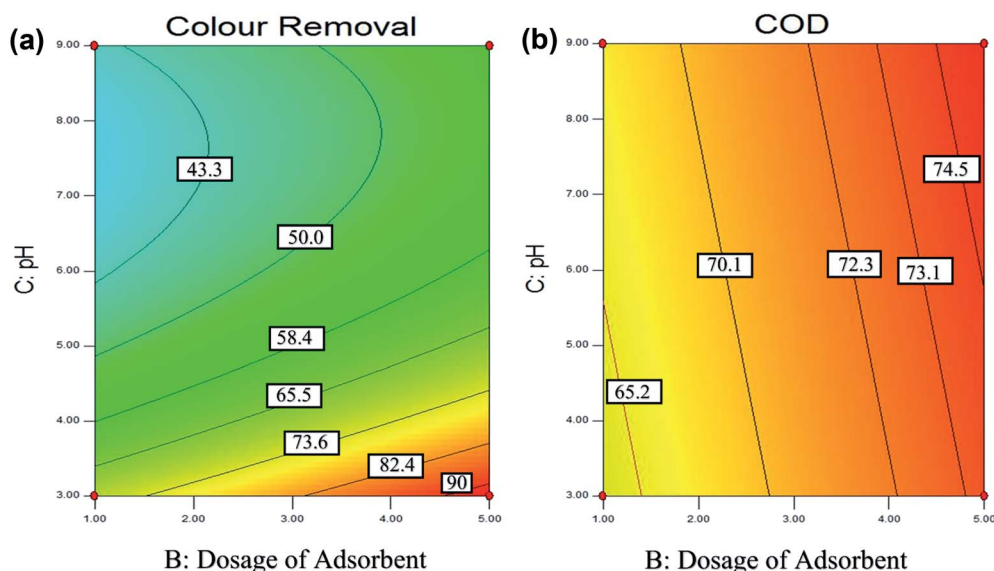 (a)
Colour Removal
9.00
8.00
7.00
6.00
5.00
4.00
3.00
C: pH
43.3
50.0
58.4
65.5
73.6
82.4
90
1.00 2.00 3.00 4.00 5.00
B: Dosage of Adsorbent
(b)
COD
9.00
8.00
7.00
6.00
5.00
4.00
3.00
C: pH
74.5
70.1
72.3
73.1
65.2
1.00 2.00 3.00 4.00 5.00
B: Dosage of Adsorbent